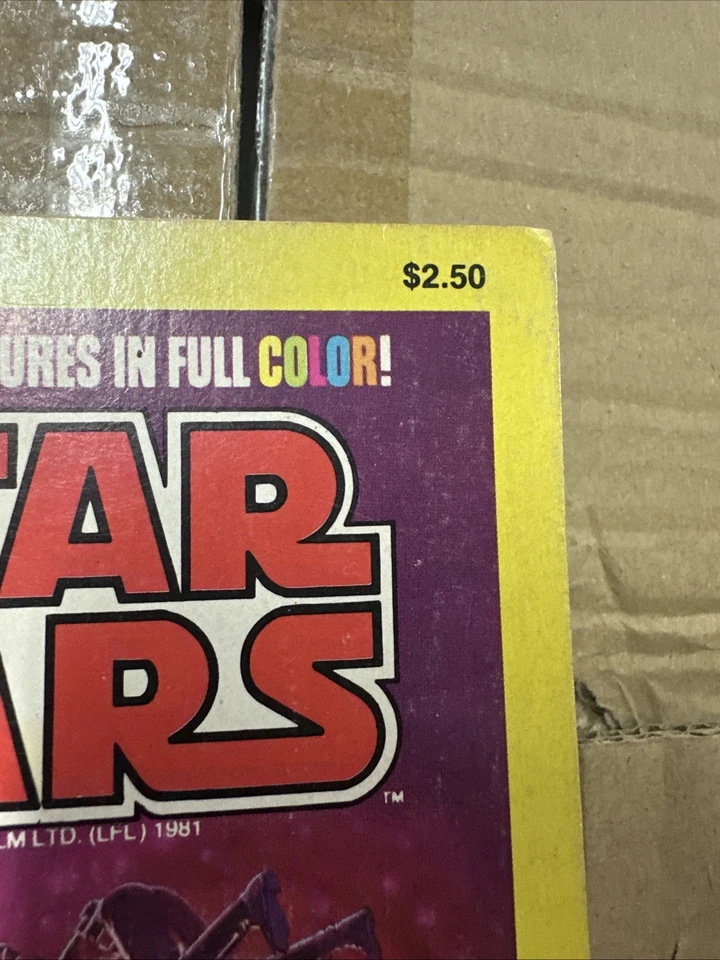 $2.50
URES IN FULL COLOR!
TAR
ARS
TM
LM LTD. (LFL) 1981